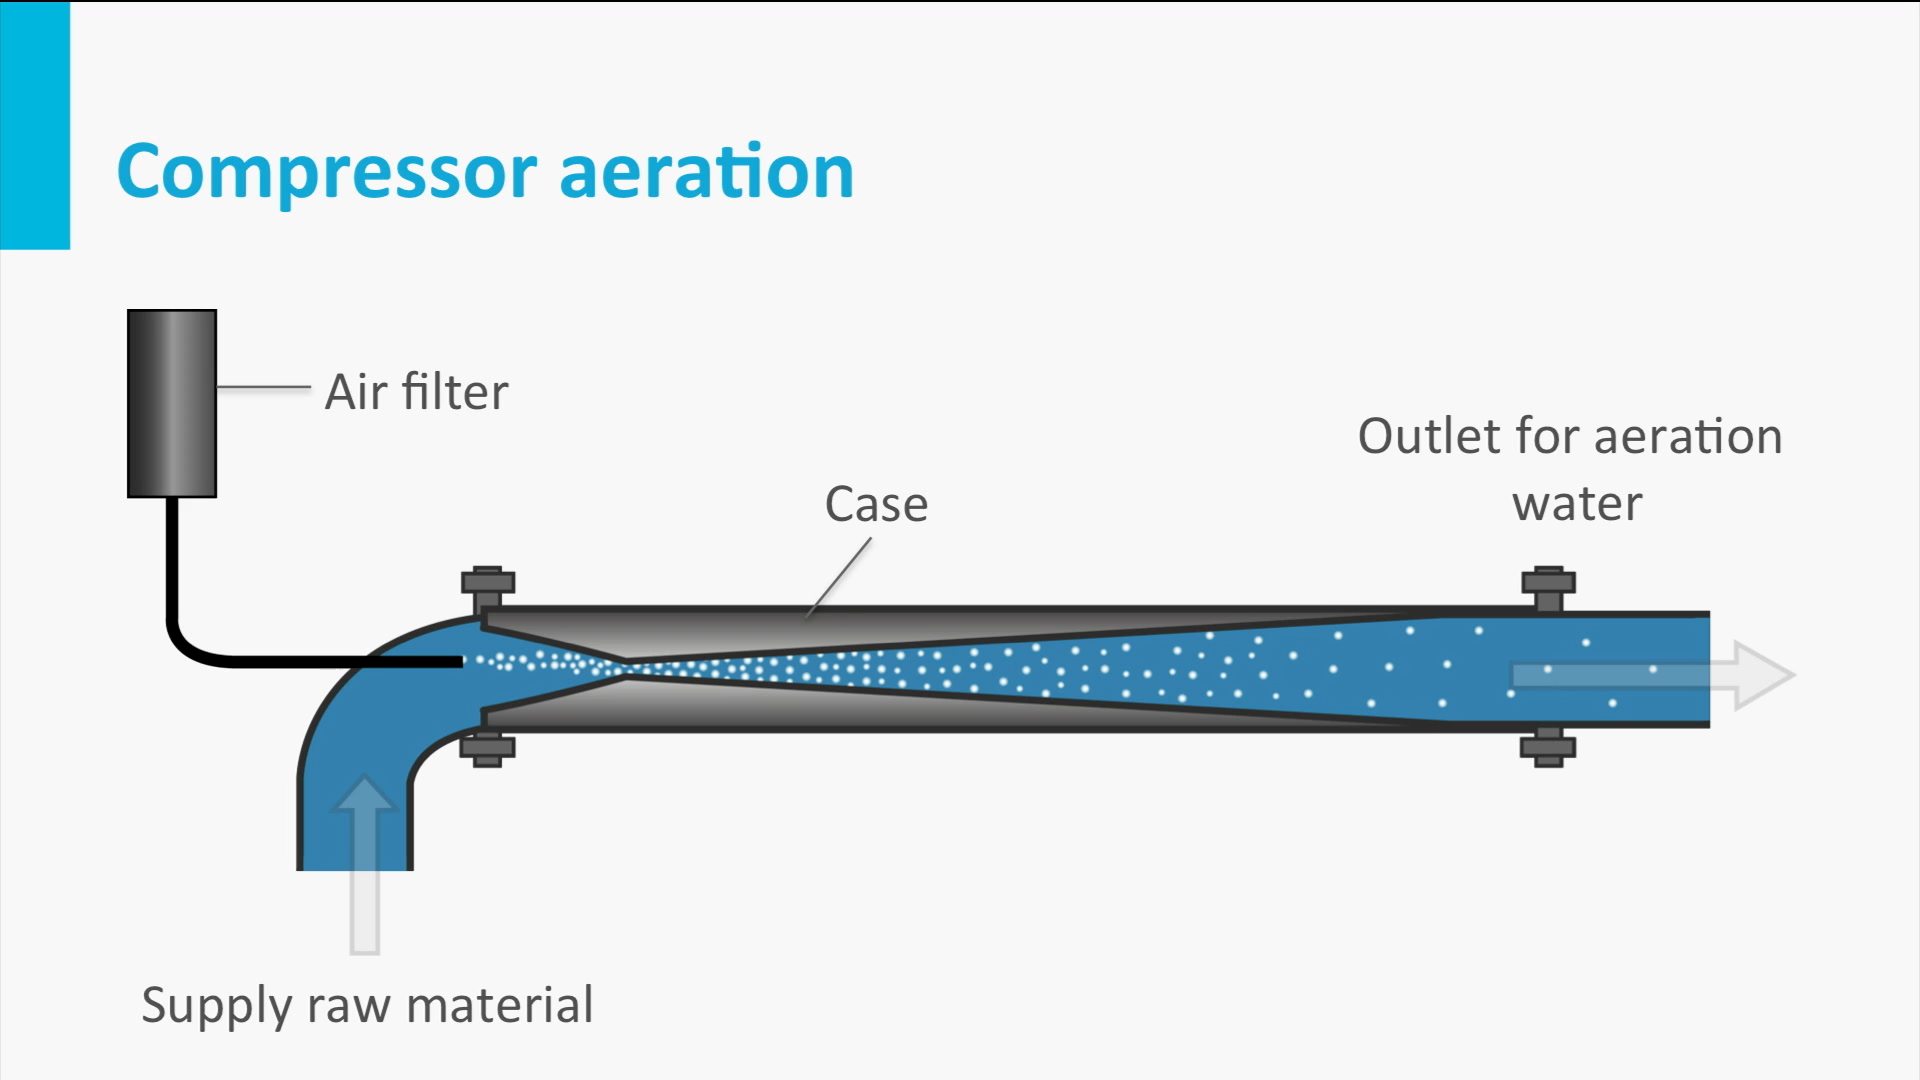 Compressor aeration
Air filter
Outlet for aeration
water
Case
Supply raw material